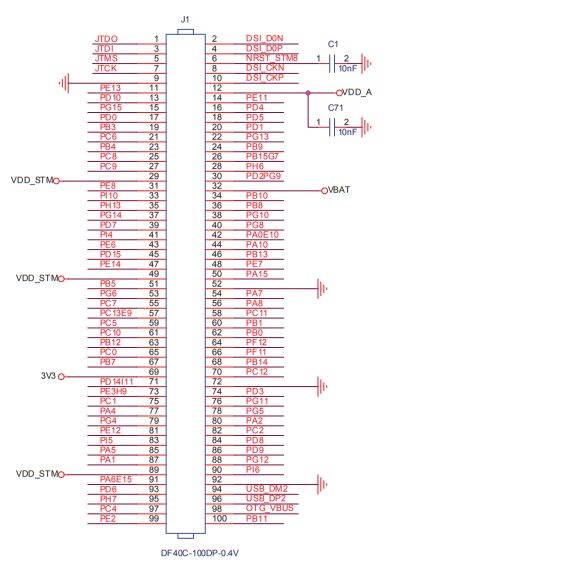 J1
JTDO 1 2 DSI_D0N
JTDI 3 4 DSI_D0P C1
JTMS 5 6 NRST_STM8 1 2
JTCK 7 8 DSI_CKN 10nF
9 10 DSI_CKP
PE13 11 12 VDD_A
PD10 13 14 PE11
PG15 15 16 PD4 C71
PD0 17 18 PD5 1 2
PB3 19 20 PD1 10nF
PC6 21 22 PG13
PB4 23 24 PB9
PC8 25 26 PB15G7
PC9 27 28 PH6
VDD_STM 29 30 PD2PG9
PE8 31 32 VBAT
PI10 33 34 PB10
PH13 35 36 PB8
PG14 37 38 PG10
PD7 39 40 PG8
PI4 41 42 PA0E10
PE6 43 44 PA10
PD15 45 46 PB13
PE14 47 48 PE7
VDD_STM 49 50 PA15
PB5 51 52
PG6 53 54 PA7
PC7 55 56 PA8
PC13E9 57 58 PC11
PC5 59 60 PB1
PC10 61 62 PB0
PB12 63 64 PF12
PC0 65 66 PF11
PB7 67 68 PB14
3V3 69 70 PC12
PD14I11 71 72
PE3H9 73 74 PD3
PC1 75 76 PG11
PA4 77 78 PG5
PG4 79 80 PA2
PE12 81 82 PC2
PI5 83 84 PD8
PA5 85 86 PD9
PA1 87 88 PG12
VDD_STM 89 90 PI6
PA6E15 91 92
PD6 93 94 USB_DM2
PH7 95 96 USB_DP2
PC4 97 98 OTG_VBUS
PE2 99 100 PB11
DF40C-100DP-0.4V